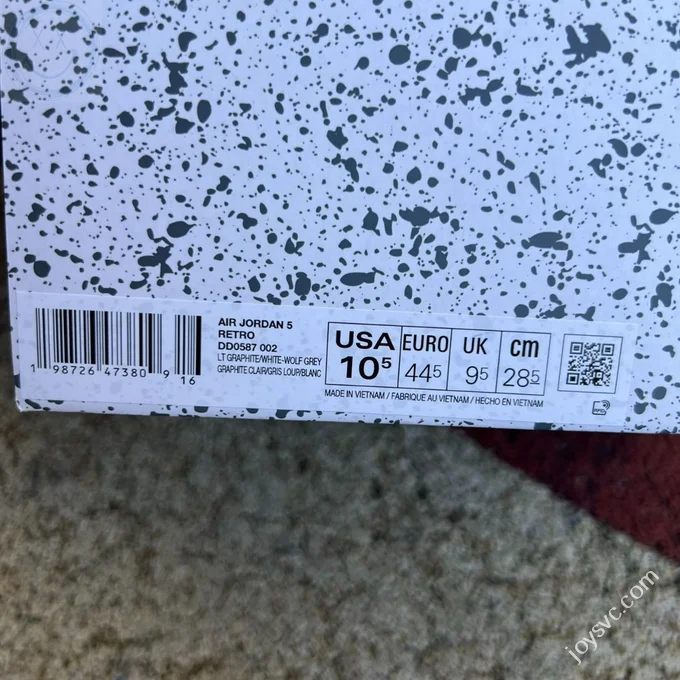 AIR JORDAN 5
RETRO
DD0587 002
LT GRAPHITE/WHITE-WOLF GREY
GRAPHITE CLAIR/GRIS LOUP/BLANC
1 98726 47380 9 16
USA EURO UK cm
10⁵ 44⁵ 9⁵ 28⁵
MADE IN VIETNAM / FABRIQUE AU VIETNAM / HECHO EN VIETNAM
joysvc.com